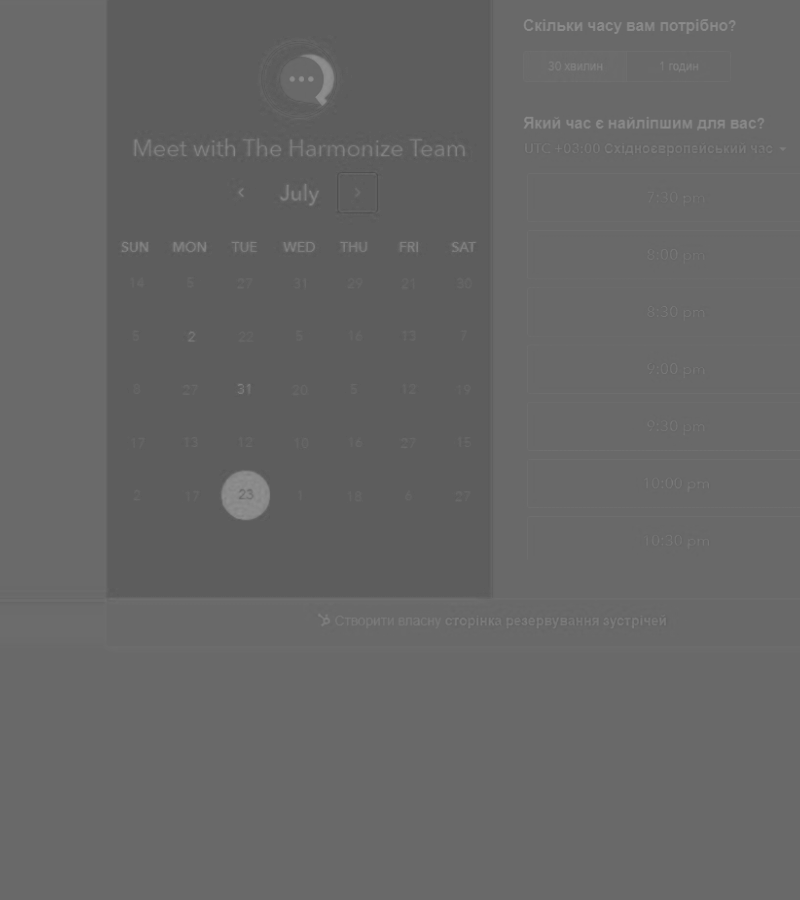 Meet with The Harmonize Team
July
SUN MON TUE WED THU FRI SAT
14 5 27 31 29 21 30
5 2 22 5 16 13 7
8 27 31 20 5 12 19
17 13 12 10 16 27 15
2 17 23 1 18 6 27
Скільки часу вам потрібно?
30 хвилин 1 годин
Який час є найліпшим для вас?
UTC +03:00 Східноєвропейський час
7:30 pm
8:00 pm
8:30 pm
9:00 pm
9:30 pm
10:00 pm
10:30 pm
Створити власну сторінка резервування зустрічей